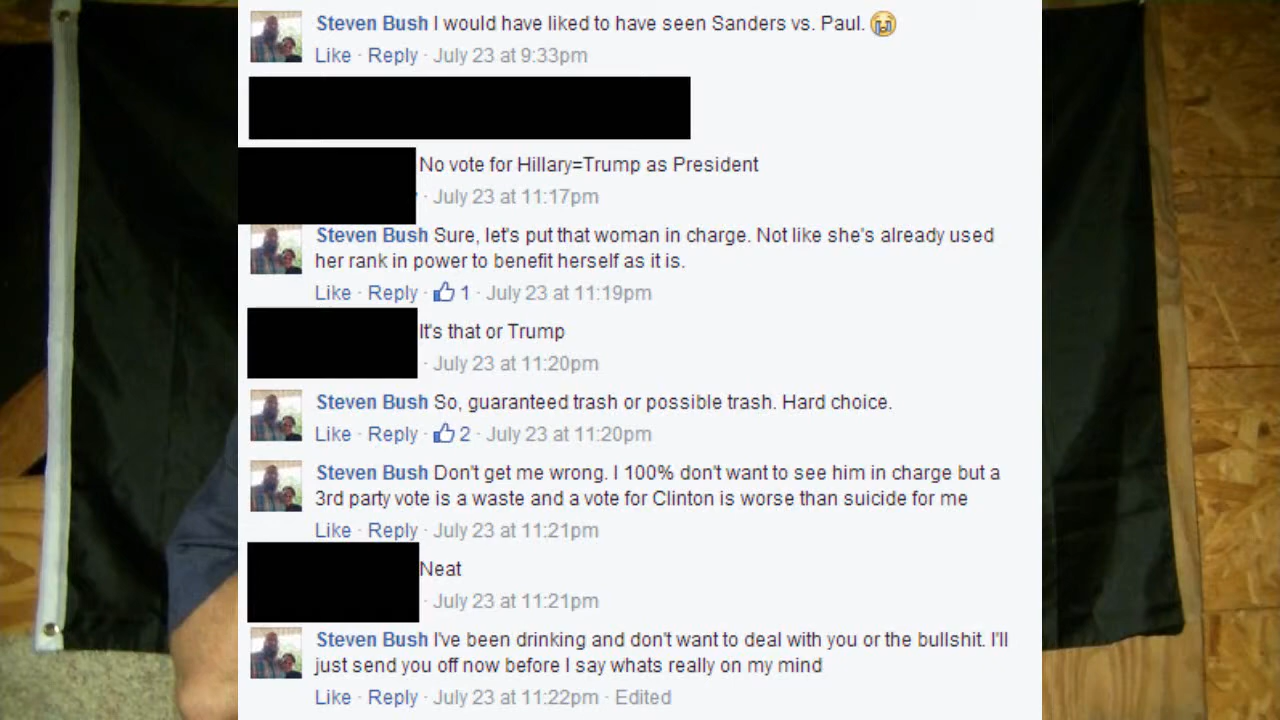 Steven Bush I would have liked to have seen Sanders vs. Paul. 😭
Like · Reply · July 23 at 9:33pm
No vote for Hillary=Trump as President
· July 23 at 11:17pm
Steven Bush Sure, let's put that woman in charge. Not like she's already used
her rank in power to benefit herself as it is.
Like · Reply · 1 · July 23 at 11:19pm
It's that or Trump
· July 23 at 11:20pm
Steven Bush So, guaranteed trash or possible trash. Hard choice.
Like · Reply · 2 · July 23 at 11:20pm
Steven Bush Don't get me wrong. I 100% don't want to see him in charge but a
3rd party vote is a waste and a vote for Clinton is worse than suicide for me
Like · Reply · July 23 at 11:21pm
Neat
· July 23 at 11:21pm
Steven Bush I've been drinking and don't want to deal with you or the bullshit. I'll
just send you off now before I say whats really on my mind
Like · Reply · July 23 at 11:22pm · Edited